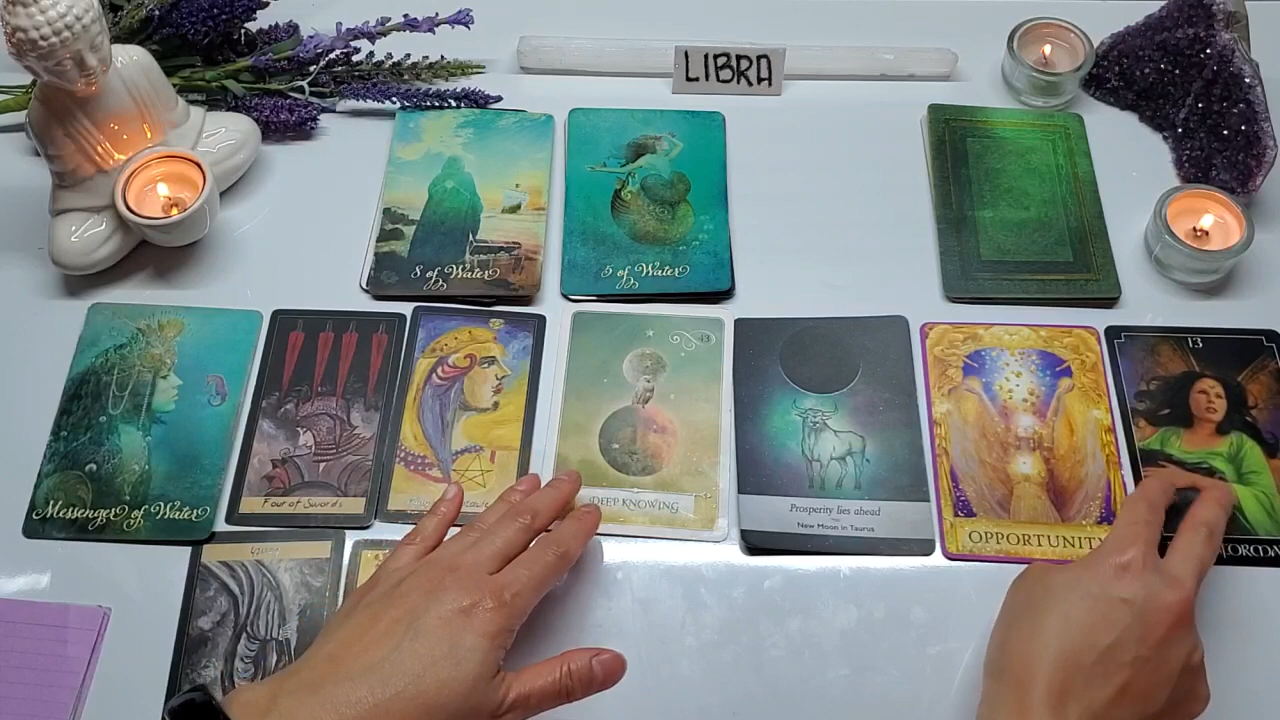 LIBRA
8 of Water
5 of Water
Messenger of Water
Four of Swords
13
DEEP KNOWING
Prosperity lies ahead
New Moon in Taurus
OPPORTUNITY
13